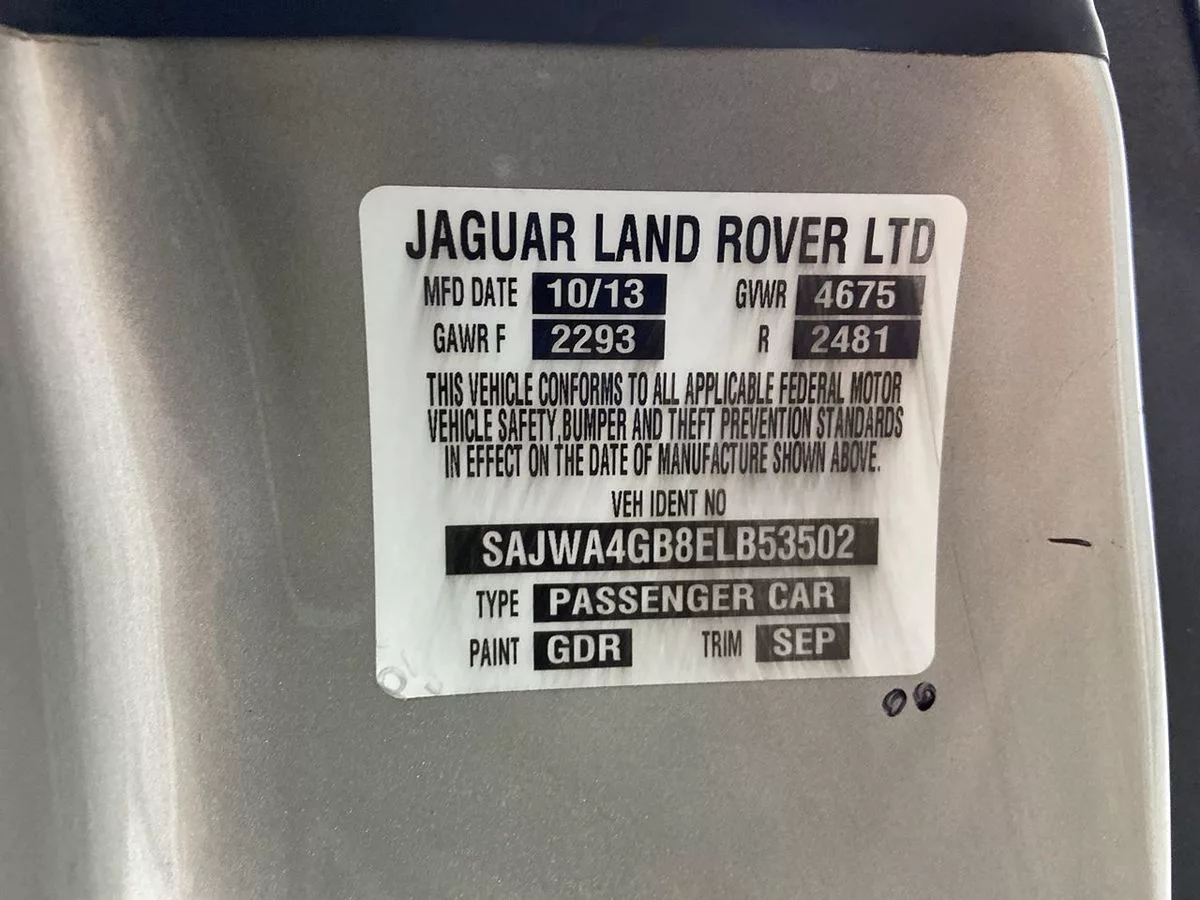 JAGUAR LAND ROVER LTD
MFD DATE 10/13 GVWR 4675
GAWR F 2293 R 2481
THIS VEHICLE CONFORMS TO ALL APPLICABLE FEDERAL MOTOR
VEHICLE SAFETY,BUMPER AND THEFT PREVENTION STANDARDS
IN EFFECT ON THE DATE OF MANUFACTURE SHOWN ABOVE.
VEH IDENT NO
SAJWA4GB8ELB53502
TYPE PASSENGER CAR
PAINT GDR TRIM SEP